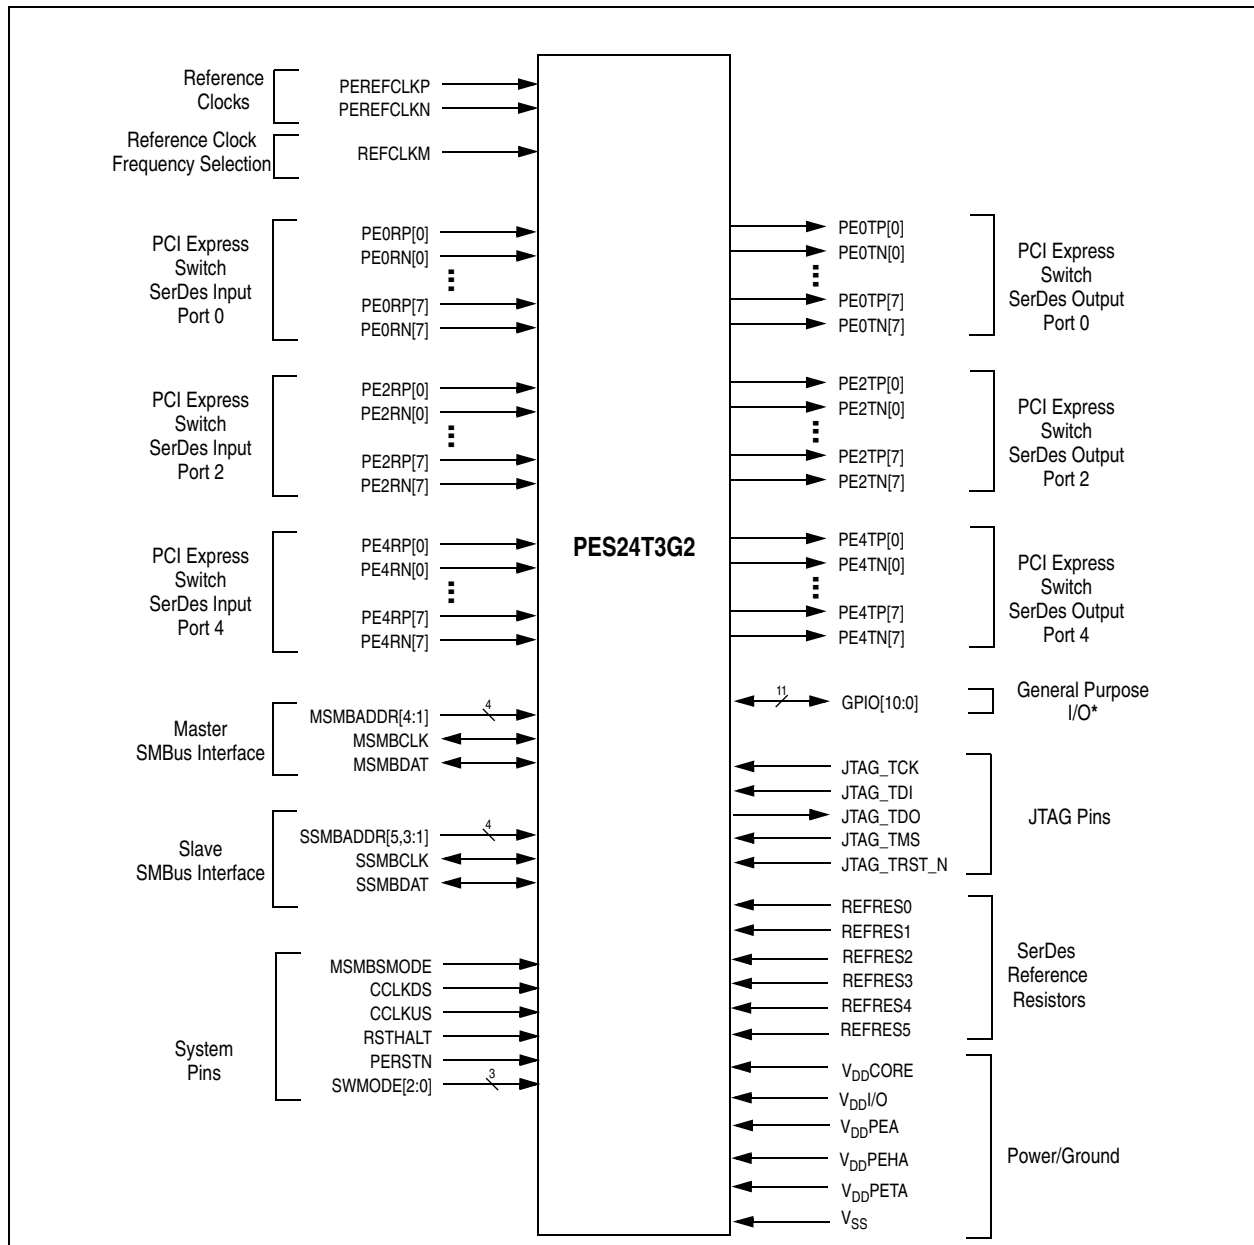 Reference
Clocks
PEREFCLKP
PEREFCLKN
Reference Clock
Frequency Selection
REFCLKM
PCI Express
Switch
SerDes Input
Port 0
PE0RP[0]
PE0RN[0]
PE0RP[7]
PE0RN[7]
PCI Express
Switch
SerDes Input
Port 2
PE2RP[0]
PE2RN[0]
PE2RP[7]
PE2RN[7]
PCI Express
Switch
SerDes Input
Port 4
PE4RP[0]
PE4RN[0]
PE4RP[7]
PE4RN[7]
Master
SMBus Interface
MSMBADDR[4:1]
4
MSMBCLK
MSMBDAT
Slave
SMBus Interface
SSMBADDR[5,3:1]
4
SSMBCLK
SSMBDAT
System
Pins
MSMBSMODE
CCLKDS
CCLKUS
RSTHALT
PERSTN
SWMODE[2:0]
3
PES24T3G2
PE0TP[0]
PE0TN[0]
PE0TP[7]
PE0TN[7]
PCI Express
Switch
SerDes Output
Port 0
PE2TP[0]
PE2TN[0]
PE2TP[7]
PE2TN[7]
PCI Express
Switch
SerDes Output
Port 2
PE4TP[0]
PE4TN[0]
PE4TP[7]
PE4TN[7]
PCI Express
Switch
SerDes Output
Port 4
11
GPIO[10:0]
General Purpose
I/O*
JTAG_TCK
JTAG_TDI
JTAG_TDO
JTAG_TMS
JTAG_TRST_N
JTAG Pins
REFRES0
REFRES1
REFRES2
REFRES3
REFRES4
REFRES5
SerDes
Reference
Resistors
VDDCORE
VDDI/O
VDDPEA
VDDPEHA
VDDPETA
VSS
Power/Ground